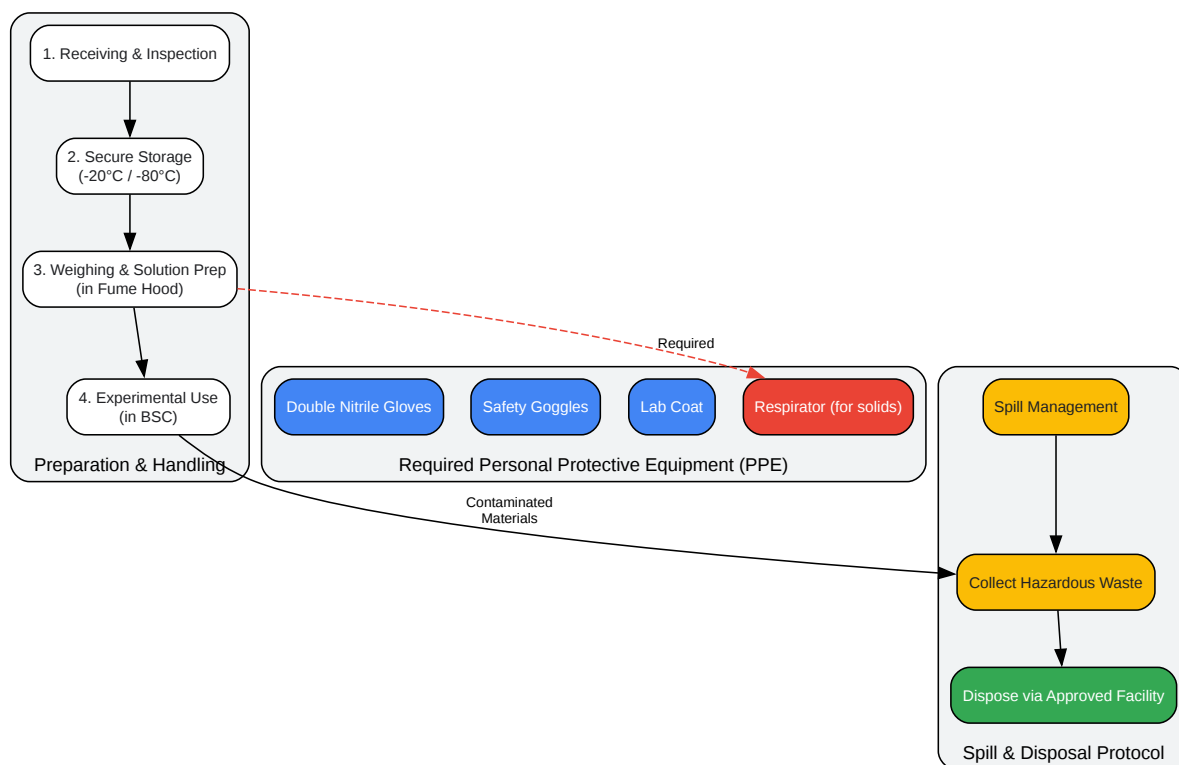 1. Receiving & Inspection
2. Secure Storage
(-20°C / -80°C)
3. Weighing & Solution Prep
(in Fume Hood)
4. Experimental Use
(in BSC)
Preparation & Handling
Required
Double Nitrile Gloves
Safety Goggles
Lab Coat
Respirator (for solids)
Required Personal Protective Equipment (PPE)
Contaminated
Materials
Spill Management
Collect Hazardous Waste
Dispose via Approved Facility
Spill & Disposal Protocol